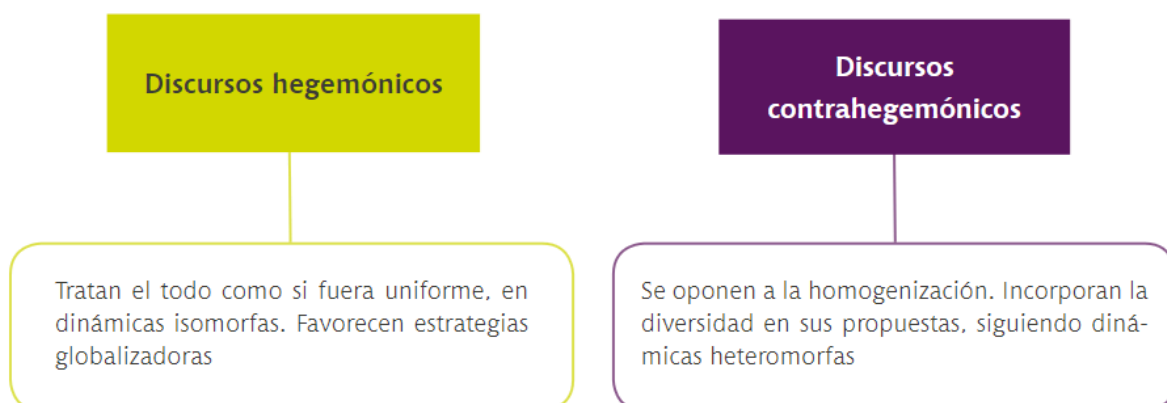 Discursos hegemónicos
Discursos
contrahegemónicos
Tratan el todo como si fuera uniforme, en
dinámicas isomorfas. Favorecen estrategias
globalizadoras
Se oponen a la homogenización. Incorporan la
diversidad en sus propuestas, siguiendo diná-
micas heteromorfas